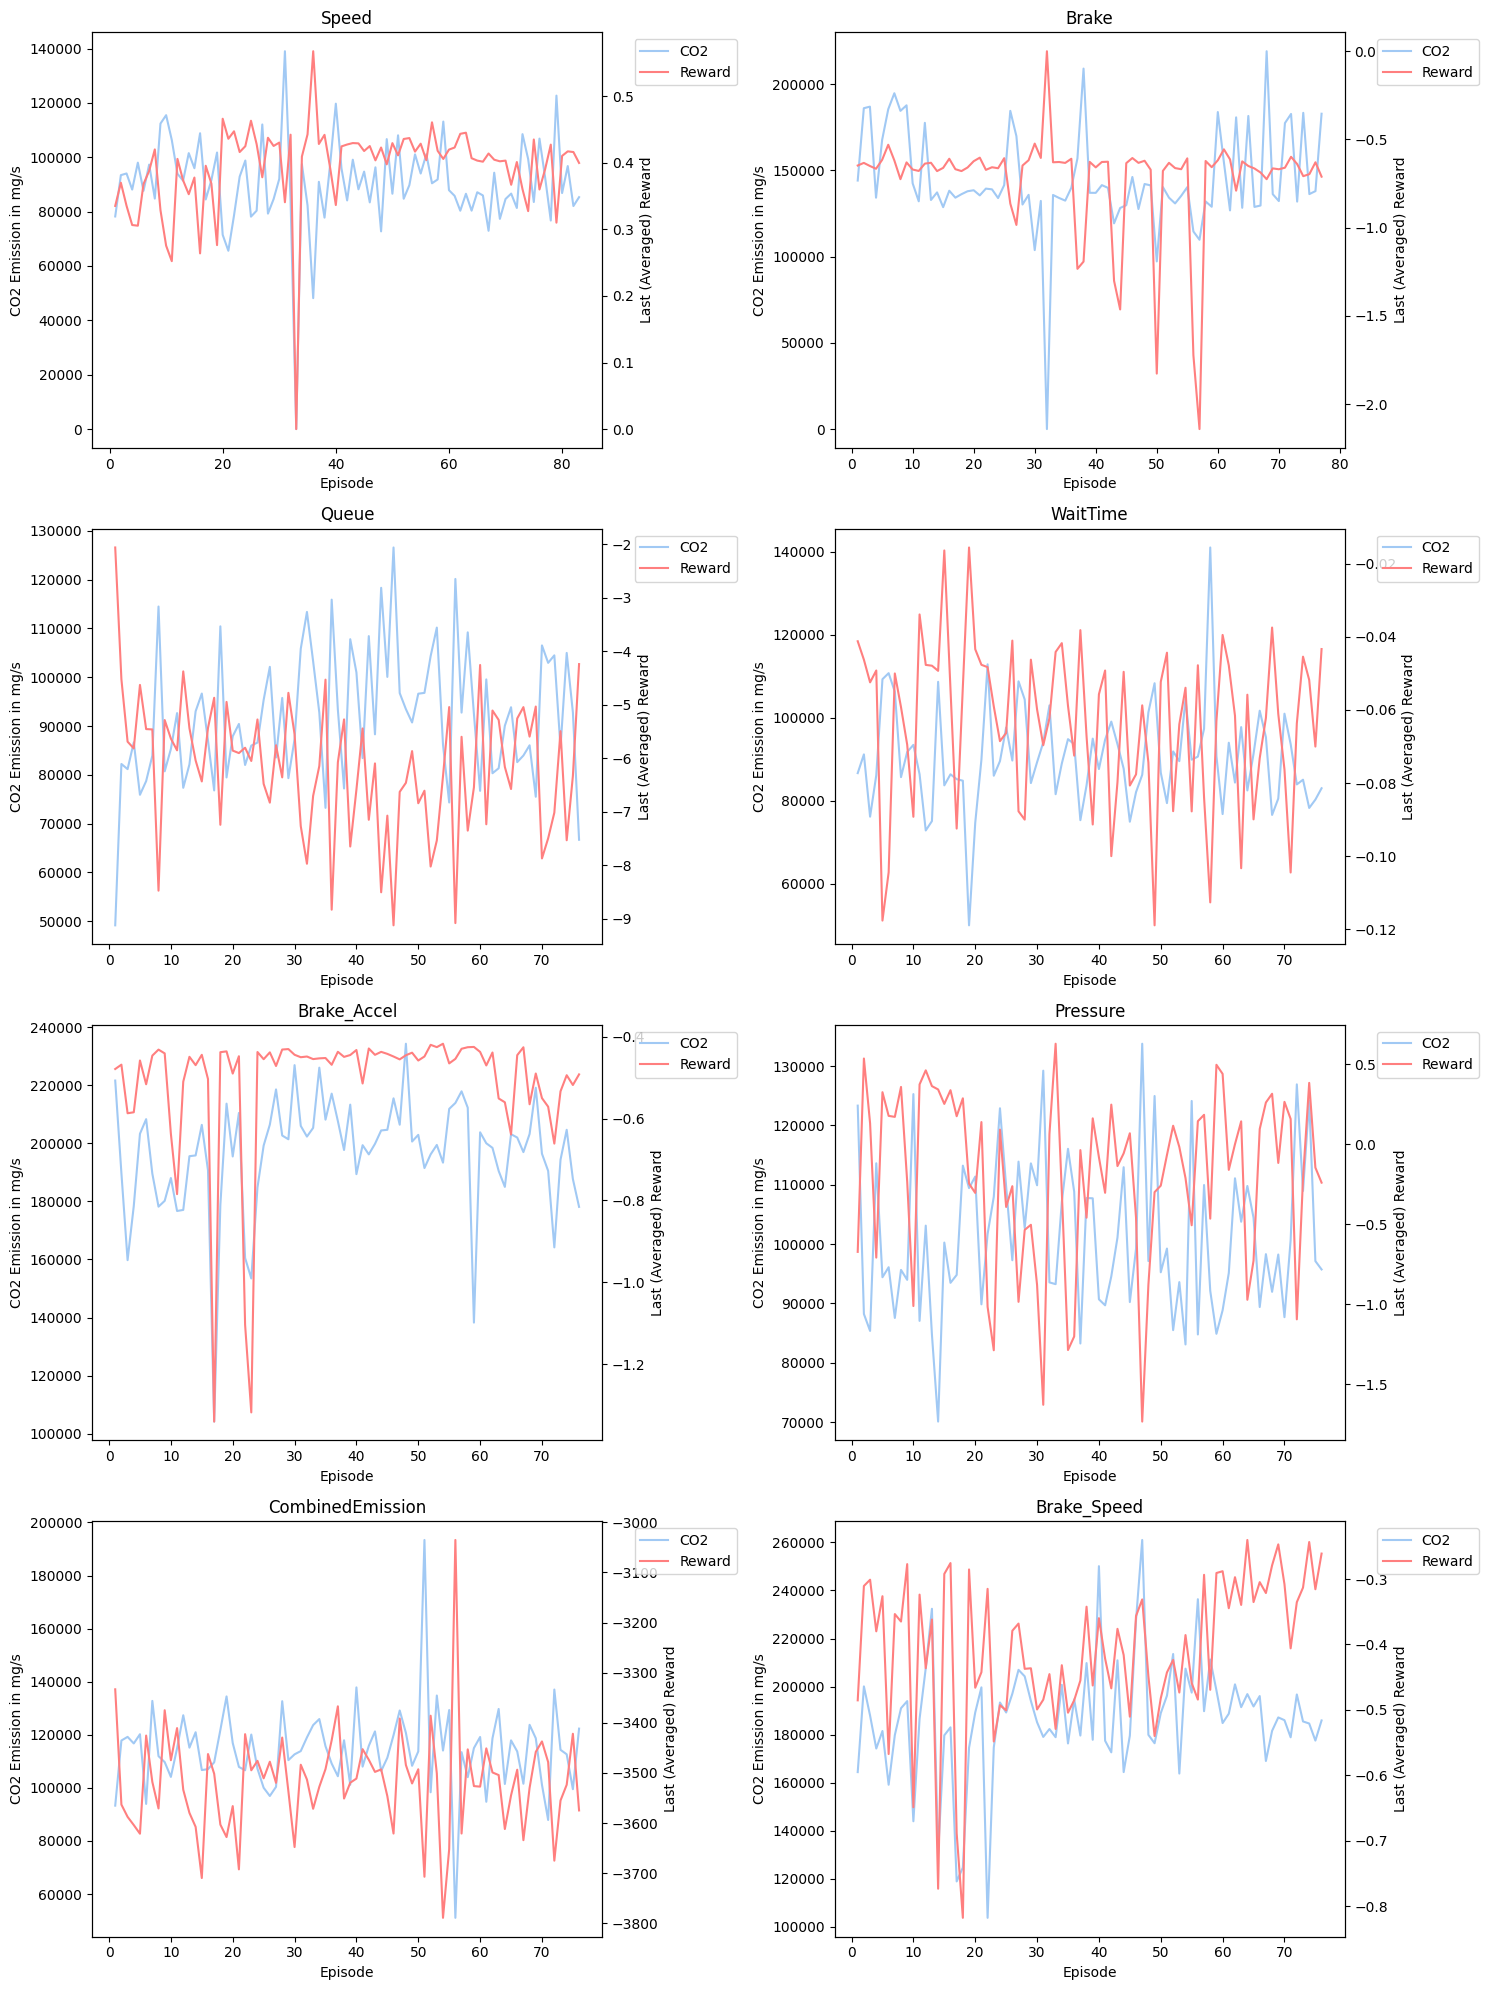 Speed
CO2
Reward
140000
120000
100000
80000
60000
40000
20000
0
0.5
0.4
0.3
0.2
0.1
0.0
CO2 Emission in mg/s
Last (Averaged) Reward
0 20 40 60 80
Episode
Brake
CO2
Reward
200000
150000
100000
50000
0
0.0
−0.5
−1.0
−1.5
−2.0
CO2 Emission in mg/s
Last (Averaged) Reward
0 10 20 30 40 50 60 70 80
Episode
Queue
CO2
Reward
130000
120000
110000
100000
90000
80000
70000
60000
50000
−2
−3
−4
−5
−6
−7
−8
−9
CO2 Emission in mg/s
Last (Averaged) Reward
0 10 20 30 40 50 60 70
Episode
WaitTime
CO2
Reward
140000
120000
100000
80000
60000
−0.02
−0.04
−0.06
−0.08
−0.10
−0.12
CO2 Emission in mg/s
Last (Averaged) Reward
0 10 20 30 40 50 60 70
Episode
Brake_Accel
CO2
Reward
240000
220000
200000
180000
160000
140000
120000
100000
−0.4
−0.6
−0.8
−1.0
−1.2
CO2 Emission in mg/s
Last (Averaged) Reward
0 10 20 30 40 50 60 70
Episode
Pressure
CO2
Reward
130000
120000
110000
100000
90000
80000
70000
0.5
0.0
−0.5
−1.0
−1.5
CO2 Emission in mg/s
Last (Averaged) Reward
0 10 20 30 40 50 60 70
Episode
CombinedEmission
CO2
Reward
200000
180000
160000
140000
120000
100000
80000
60000
−3000
−3100
−3200
−3300
−3400
−3500
−3600
−3700
−3800
CO2 Emission in mg/s
Last (Averaged) Reward
0 10 20 30 40 50 60 70
Episode
Brake_Speed
CO2
Reward
260000
240000
220000
200000
180000
160000
140000
120000
100000
−0.3
−0.4
−0.5
−0.6
−0.7
−0.8
CO2 Emission in mg/s
Last (Averaged) Reward
0 10 20 30 40 50 60 70
Episode